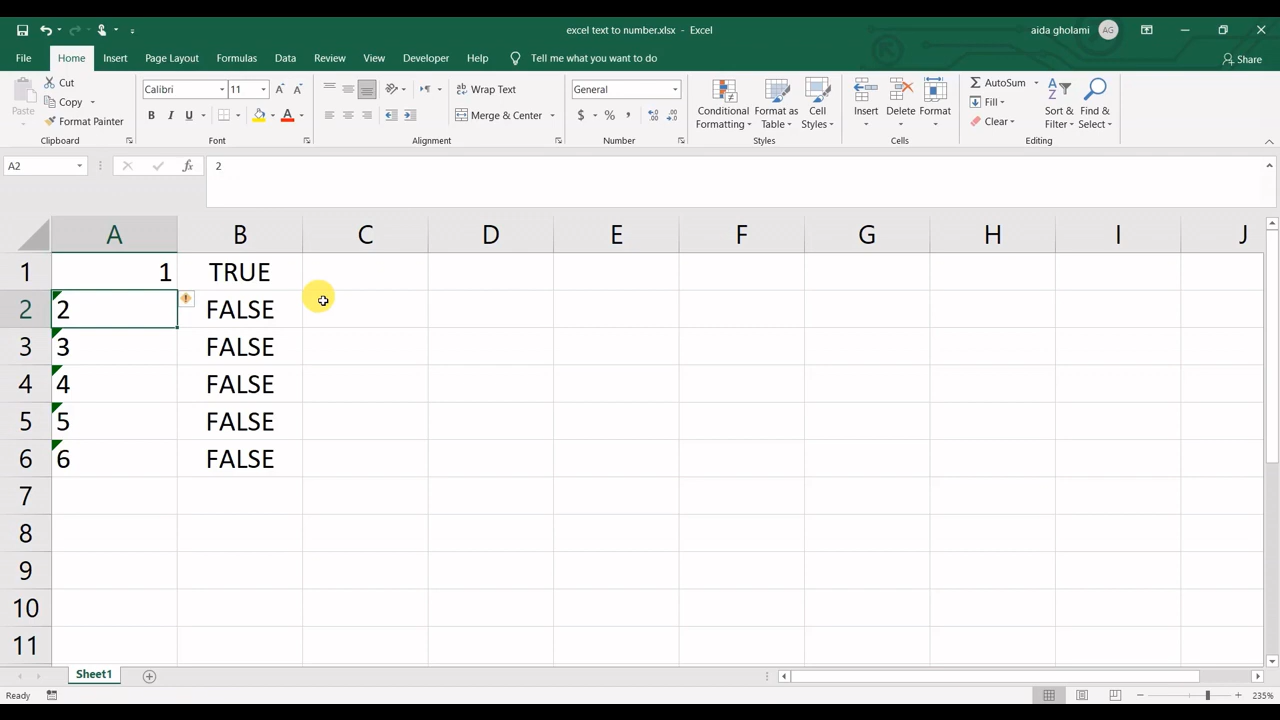 excel text to number.xlsx - Excel
aida gholami AG
File Home Insert Page Layout Formulas Data Review View Developer Help Tell me what you want to do Share
Paste
Cut
Copy
Format Painter
Clipboard
Calibri 11
B I U A
Font
ab Wrap Text
Merge & Center
Alignment
General
$ % ,
Number
Conditional Formatting
Format as Table
Cell Styles
Styles
Insert Delete Format
Cells
AutoSum
Fill
Clear
Sort & Filter
Find & Select
Editing
A2 fx 2
A B C D E F G H I J
1 1 TRUE
2 2 FALSE
3 3 FALSE
4 4 FALSE
5 5 FALSE
6 6 FALSE
7
8
9
10
11
Sheet1
Ready 235%